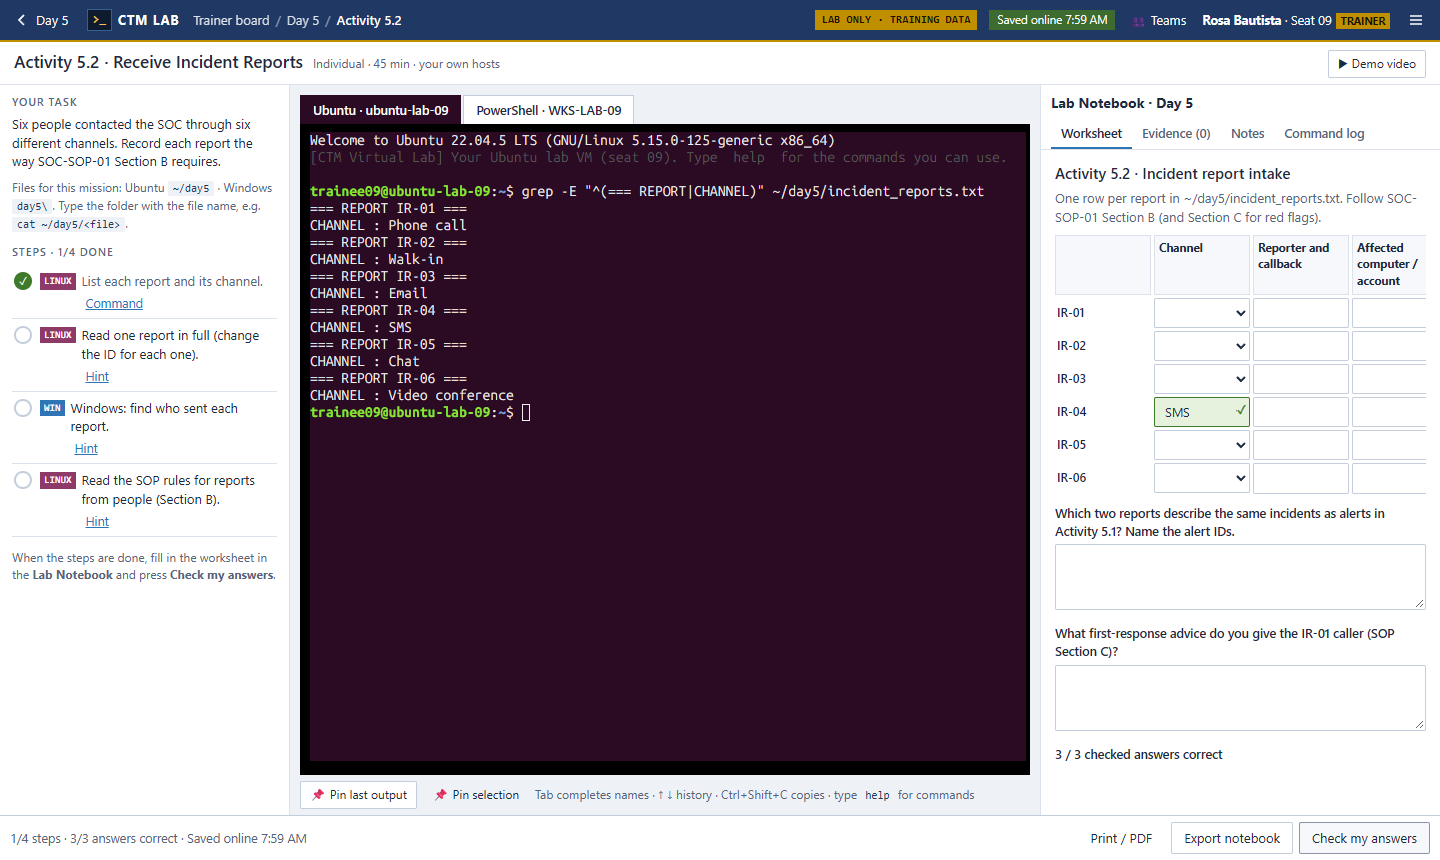 Day 5
>_ CTM LAB
Trainer board / Day 5 / Activity 5.2
LAB ONLY · TRAINING DATA
Saved online 7:59 AM
Teams
Rosa Bautista · Seat 09 TRAINER
Activity 5.2 · Receive Incident Reports
Individual · 45 min · your own hosts
Demo video
YOUR TASK
Six people contacted the SOC through six
different channels. Record each report the
way SOC-SOP-01 Section B requires.
Files for this mission: Ubuntu ~/day5 · Windows
day5\ . Type the folder with the file name, e.g.
cat ~/day5/<file> .
STEPS · 1/4 DONE
LINUX List each report and its channel.
Command
LINUX Read one report in full (change
the ID for each one).
Hint
WIN Windows: find who sent each
report.
Hint
LINUX Read the SOP rules for reports
from people (Section B).
Hint
When the steps are done, fill in the worksheet in
the Lab Notebook and press Check my answers.
Ubuntu · ubuntu-lab-09
PowerShell · WKS-LAB-09
Welcome to Ubuntu 22.04.5 LTS (GNU/Linux 5.15.0-125-generic x86_64)
[CTM Virtual Lab] Your Ubuntu lab VM (seat 09). Type help for the commands you can use.
trainee09@ubuntu-lab-09:~$ grep -E "^(=== REPORT|CHANNEL)" ~/day5/incident_reports.txt
=== REPORT IR-01 ===
CHANNEL : Phone call
=== REPORT IR-02 ===
CHANNEL : Walk-in
=== REPORT IR-03 ===
CHANNEL : Email
=== REPORT IR-04 ===
CHANNEL : SMS
=== REPORT IR-05 ===
CHANNEL : Chat
=== REPORT IR-06 ===
CHANNEL : Video conference
trainee09@ubuntu-lab-09:~$
Pin last output
Pin selection
Tab completes names · ↑↓ history · Ctrl+Shift+C copies · type help for commands
Lab Notebook · Day 5
Worksheet
Evidence (0)
Notes
Command log
Activity 5.2 · Incident report intake
One row per report in ~/day5/incident_reports.txt. Follow SOC-
SOP-01 Section B (and Section C for red flags).
Channel
Reporter and
callback
Affected
computer /
account
IR-01
IR-02
IR-03
IR-04 SMS
IR-05
IR-06
Which two reports describe the same incidents as alerts in
Activity 5.1? Name the alert IDs.
What first-response advice do you give the IR-01 caller (SOP
Section C)?
3 / 3 checked answers correct
1/4 steps · 3/3 answers correct · Saved online 7:59 AM
Print / PDF
Export notebook
Check my answers